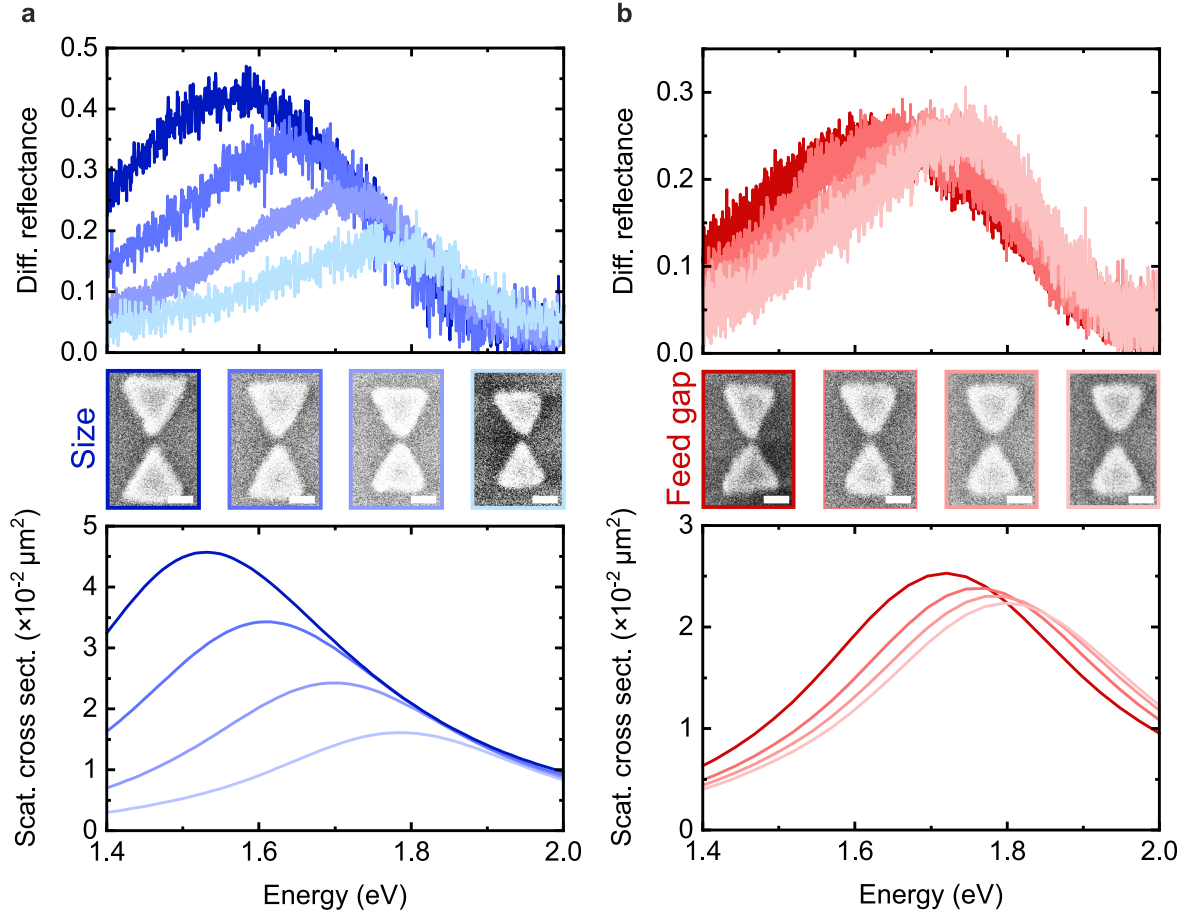 a
b
Diff. reflectance
0.5
0.4
0.3
0.2
0.1
0.0
Diff. reflectance
0.3
0.2
0.1
0.0
Size
Feed gap
Scat. cross sect. (×10⁻² μm²)
5
4
3
2
1
0
1.4 1.6 1.8 2.0
Energy (eV)
Scat. cross sect. (×10⁻² μm²)
3
2
1
0
1.4 1.6 1.8 2.0
Energy (eV)